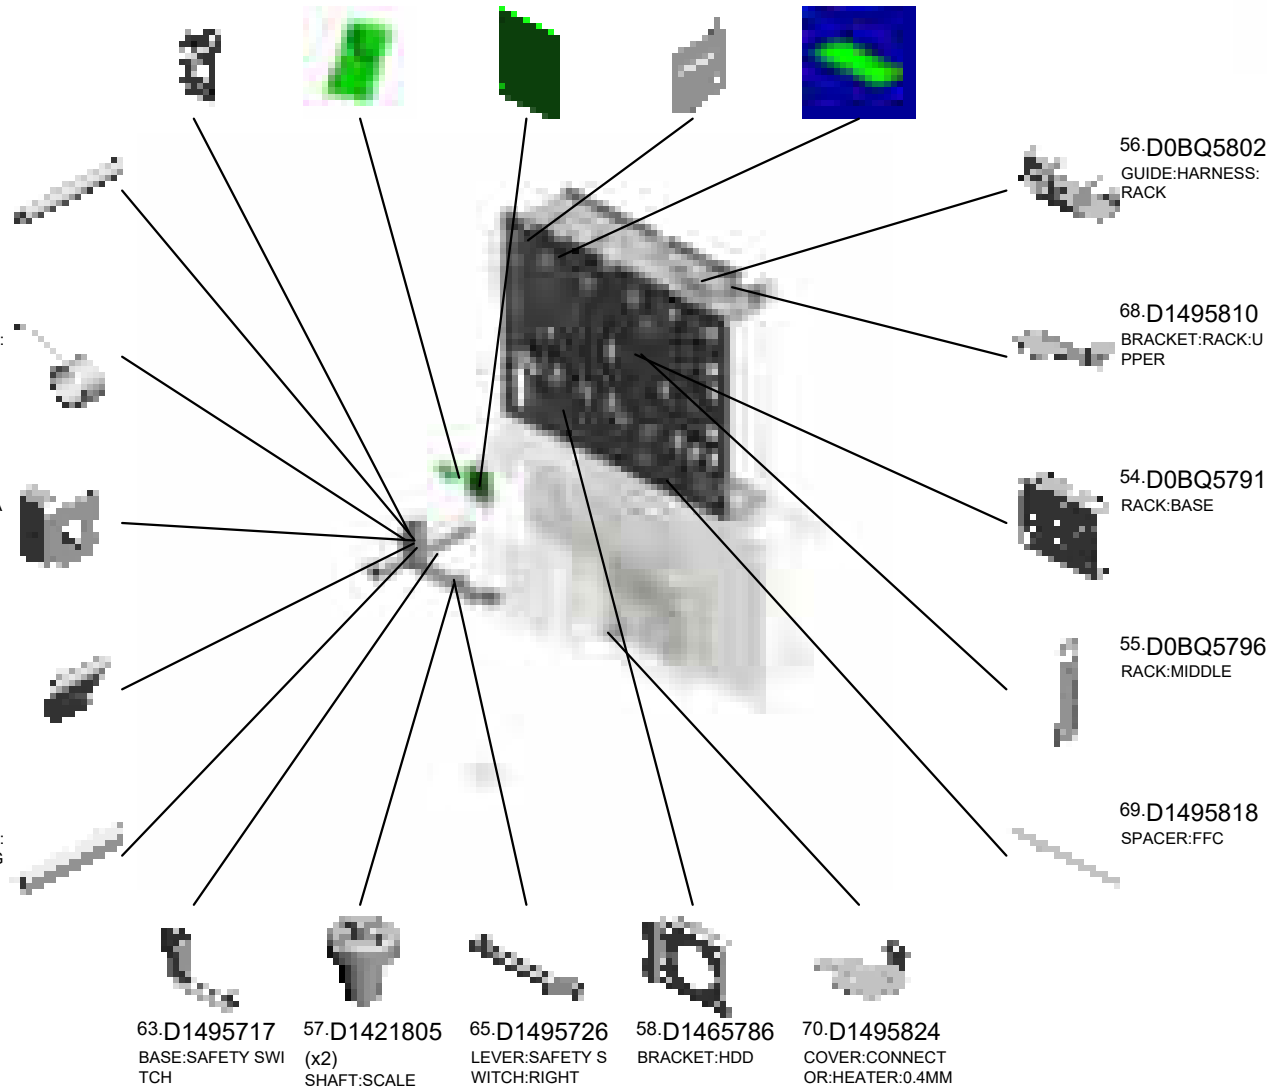 56.D0BQ5802
GUIDE:HARNESS:
RACK
68.D1495810
BRACKET:RACK:U
PPER
54.D0BQ5791
RACK:BASE
55.D0BQ5796
RACK:MIDDLE
69.D1495818
SPACER:FFC
63.D1495717
BASE:SAFETY SWI
TCH
57.D1421805
(x2)
SHAFT:SCALE
65.D1495726
LEVER:SAFETY S
WITCH:RIGHT
58.D1465786
BRACKET:HDD
70.D1495824
COVER:CONNECT
OR:HEATER:0.4MM